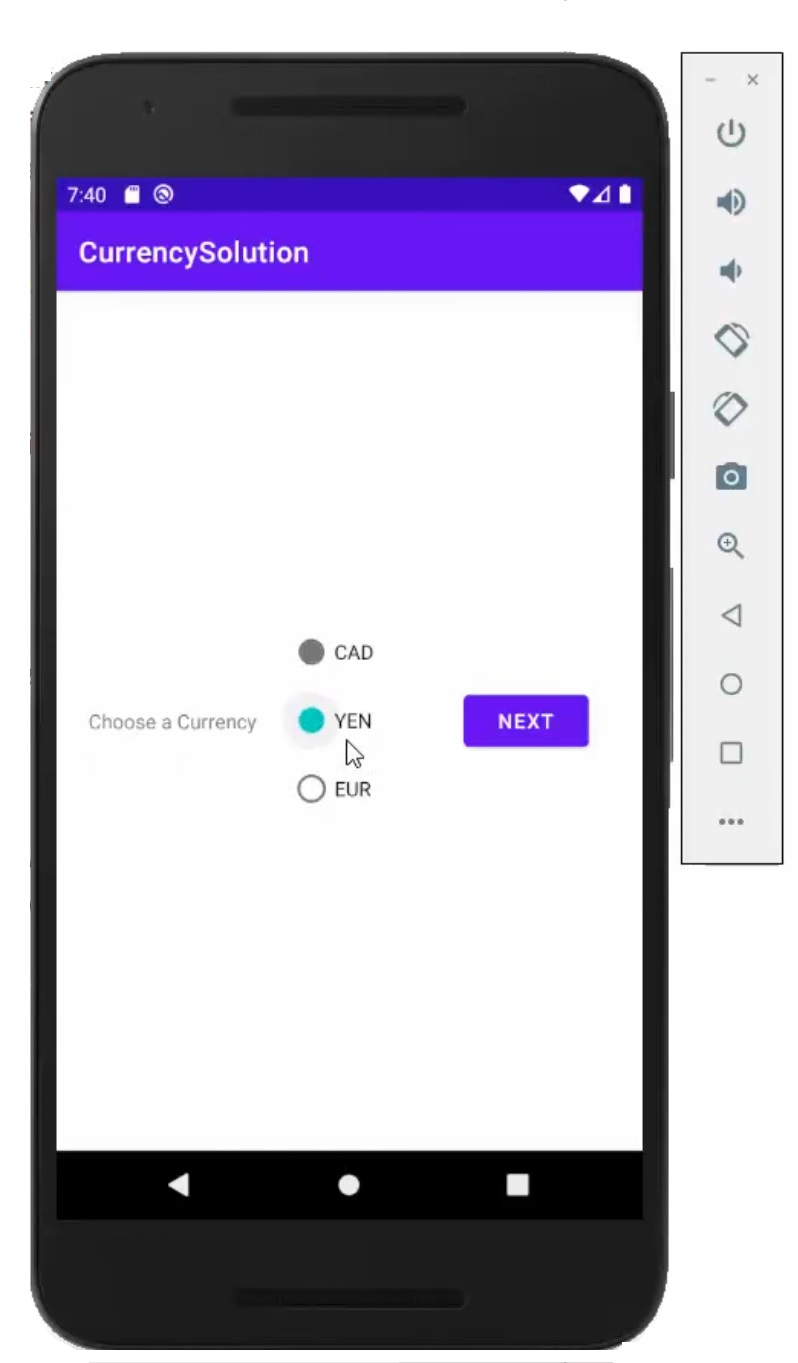 7:40
CurrencySolution
CAD
Choose a Currency
YEN
NEXT
EUR